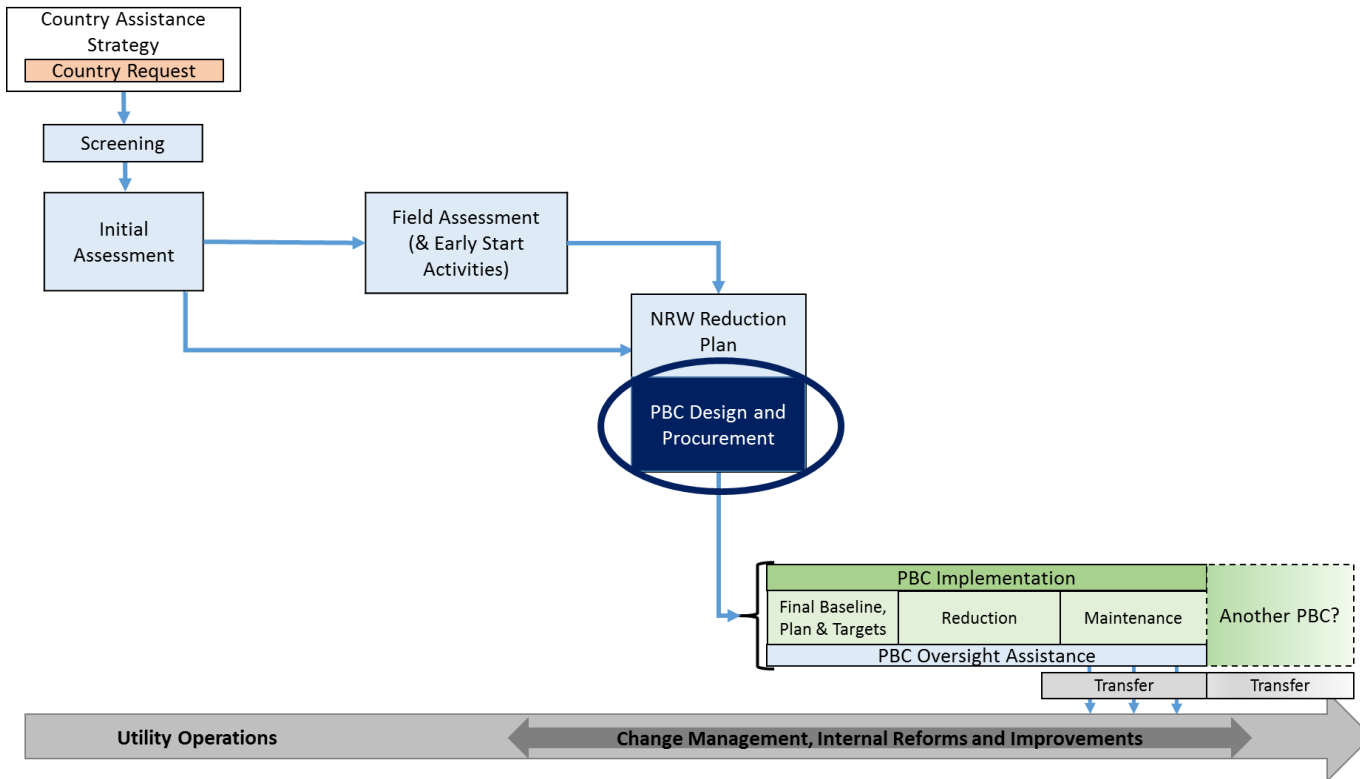 Country Assistance
Strategy
Country Request
Screening
Initial
Assessment
Field Assessment
(& Early Start
Activities)
NRW Reduction
Plan
PBC Design and
Procurement
PBC Implementation
Final Baseline,
Plan & Targets
Reduction
Maintenance
Another PBC?
PBC Oversight Assistance
Transfer
Transfer
Utility Operations
Change Management, Internal Reforms and Improvements